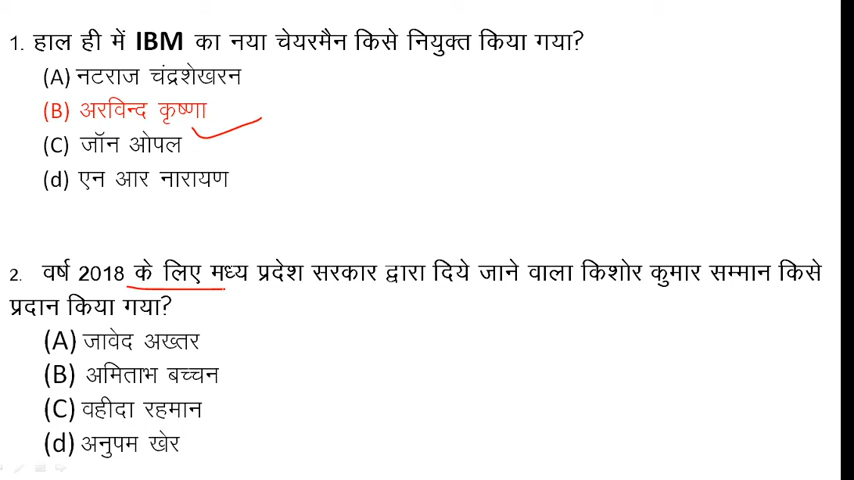 1. हाल ही में IBM का नया चेयरमैन किसे नियुक्त किया गया?
(A) नटराज चंद्रशेखरन
(B) अरविन्द कृष्णा
(C) जॉन ओपल
(d) एन आर नारायण
2. वर्ष 2018 के लिए मध्य प्रदेश सरकार द्वारा दिये जाने वाला किशोर कुमार सम्मान किसे
प्रदान किया गया?
(A) जावेद अख्तर
(B) अमिताभ बच्चन
(C) वहीदा रहमान
(d) अनुपम खेर